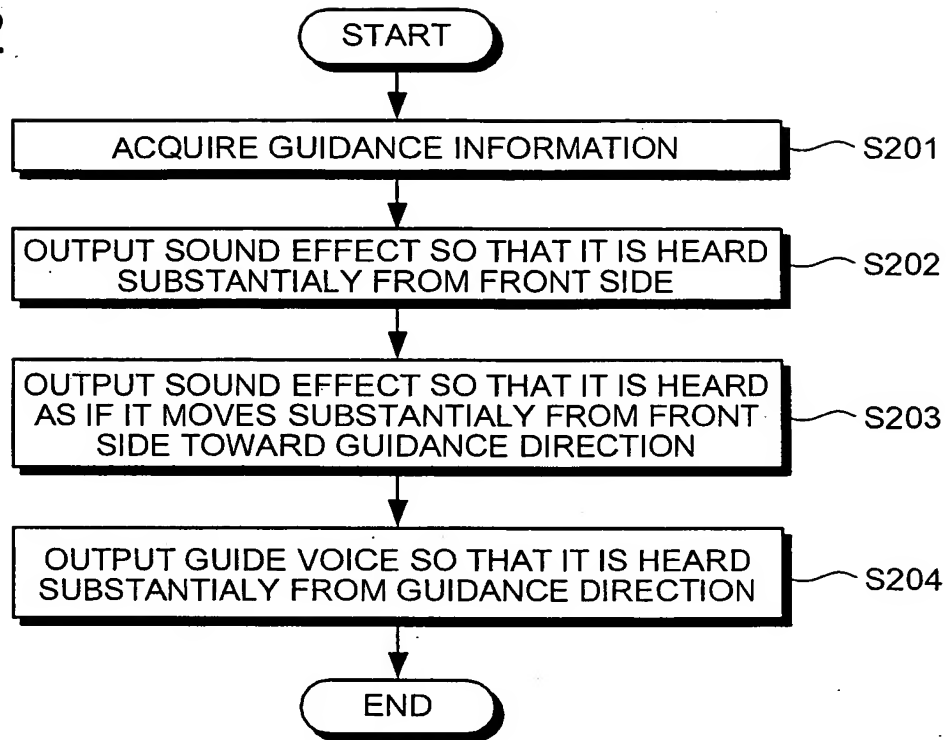 2
START
ACQUIRE GUIDANCE INFORMATION
S201
OUTPUT SOUND EFFECT SO THAT IT IS HEARD
SUBSTANTIALY FROM FRONT SIDE
S202
OUTPUT SOUND EFFECT SO THAT IT IS HEARD
AS IF IT MOVES SUBSTANTIALY FROM FRONT
SIDE TOWARD GUIDANCE DIRECTION
S203
OUTPUT GUIDE VOICE SO THAT IT IS HEARD
SUBSTANTIALY FROM GUIDANCE DIRECTION
S204
END